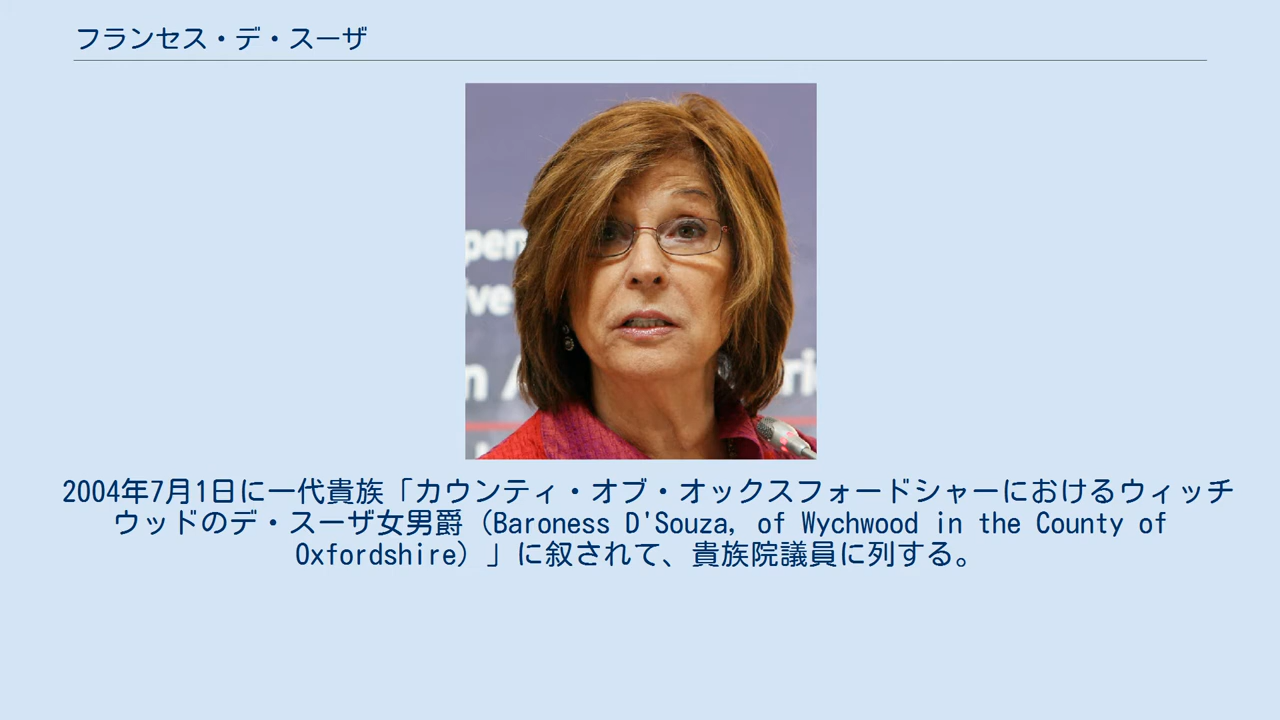 フランセス・デ・スーザ
pen
ive
n A
ri
2004年7月1日に一代貴族「カウンティ・オブ・オックスフォードシャーにおけるウィッチ
ウッドのデ・スーザ女男爵（Baroness D'Souza, of Wychwood in the County of
Oxfordshire）」に叙されて、貴族院議員に列する。